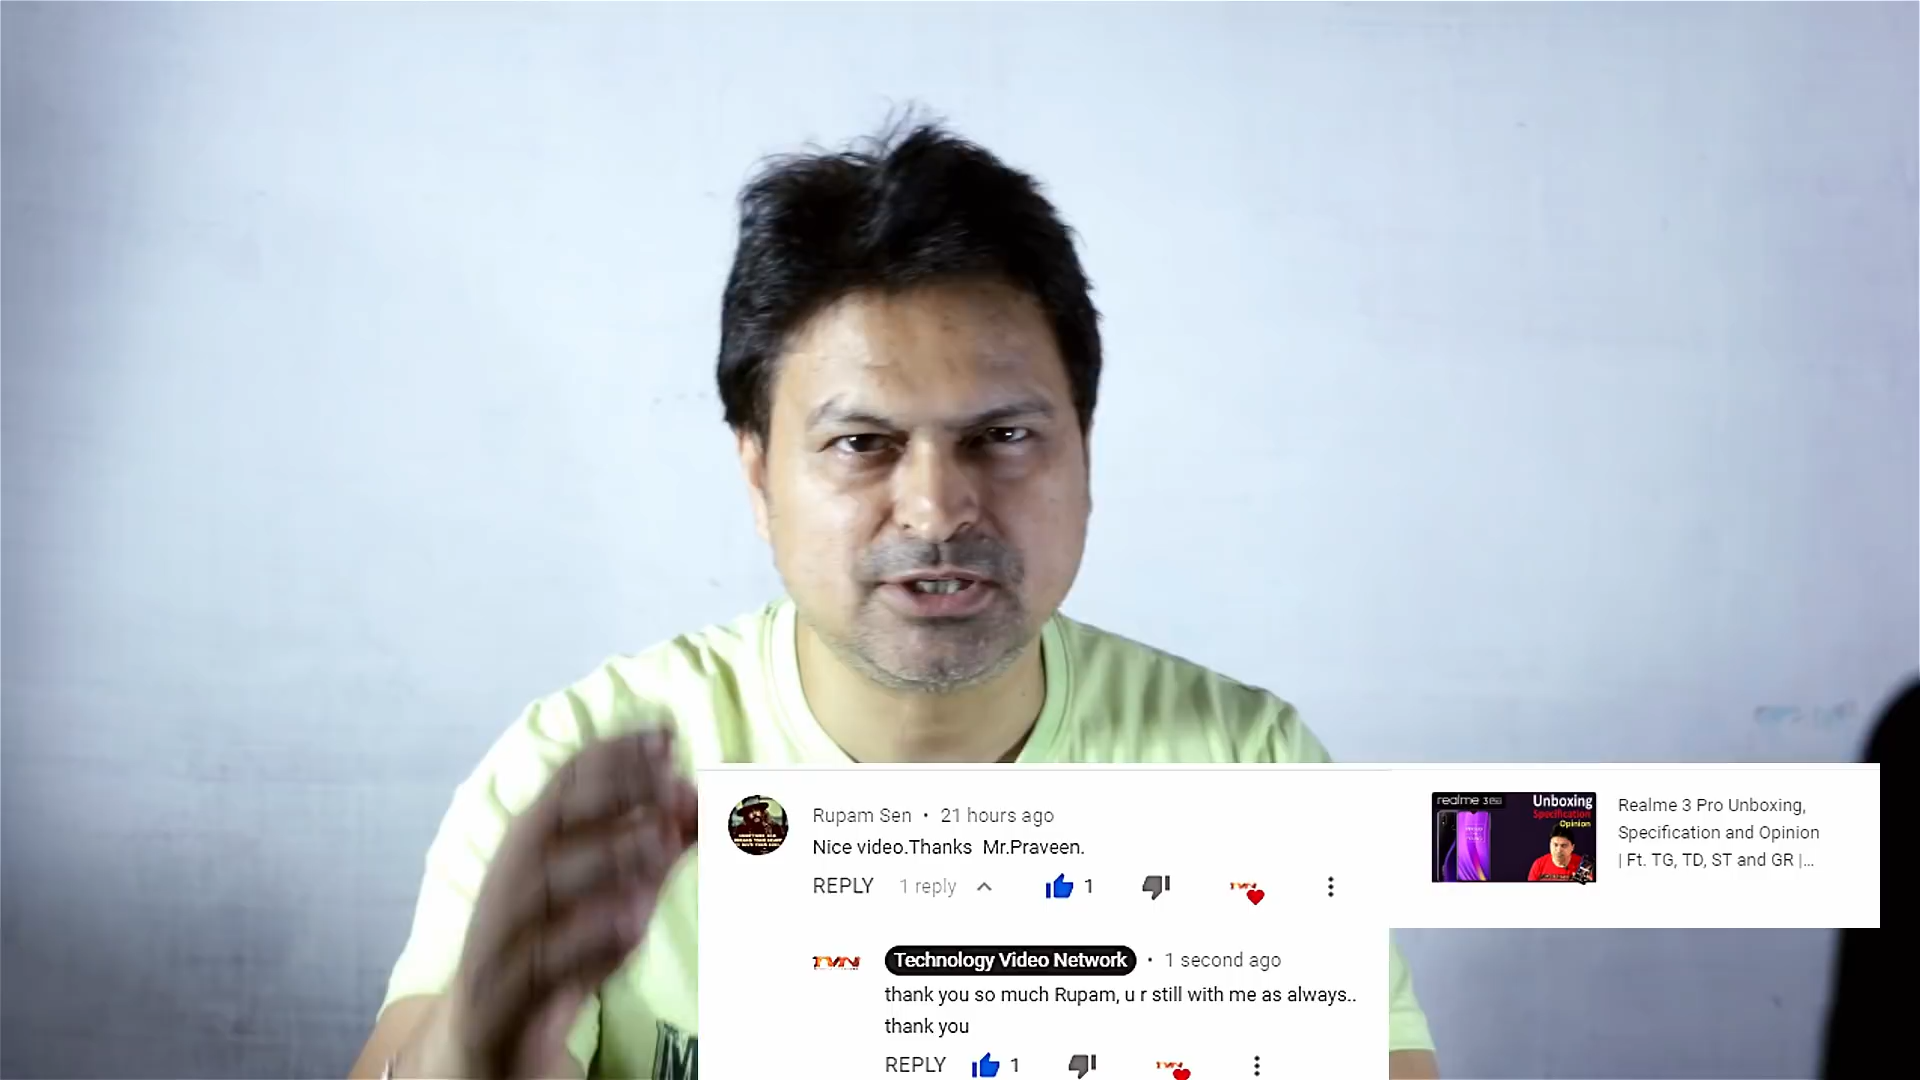 Rupam Sen • 21 hours ago
Nice video.Thanks Mr.Praveen.
REPLY 1 reply 1
TVN
Technology Video Network • 1 second ago
thank you so much Rupam, u r still with me as always..
thank you
REPLY 1
realme 3
Unboxing
Specification
Opinion
Realme 3 Pro Unboxing,
Specification and Opinion
| Ft. TG, TD, ST and GR |...
M